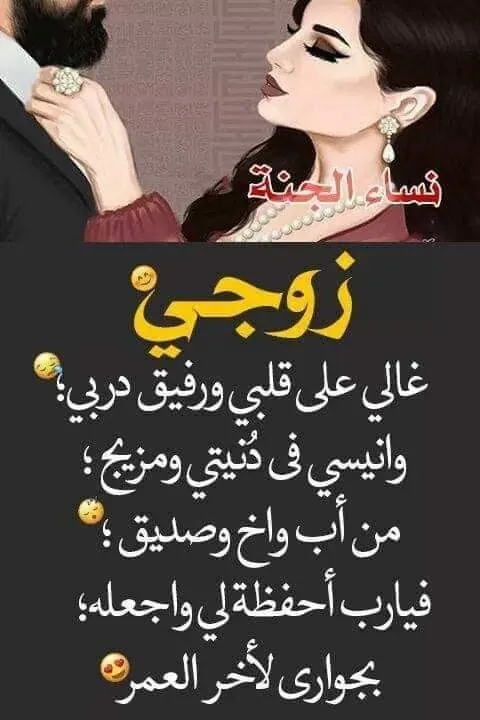 نساء الجنة
زوجي😊
غالي على قلبي ورفيق دربي؛😥
وانيسي فى دُنيتي ومزيج؛
من أب واخ وصديق؛😴
فيارب أحفظة لي واجعله؛
بجوارى لأخر العمر😍